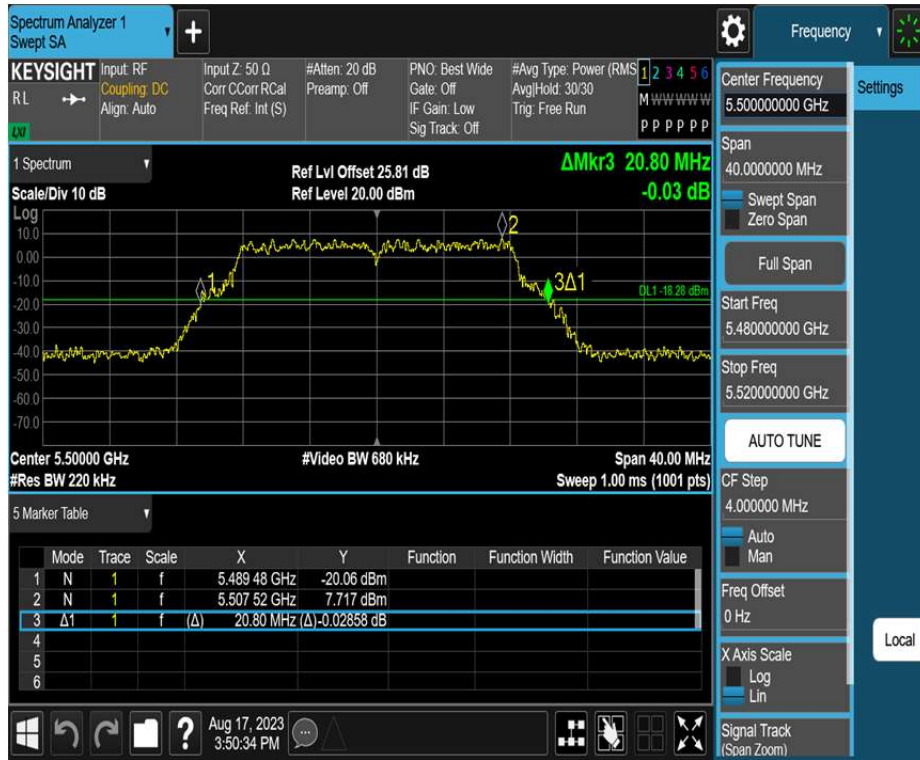 Spectrum Analyzer 1
Swept SA
+
Frequency
KEYSIGHT
RL
LXI
Input: RF
Coupling: DC
Align: Auto
Input Z: 50 Ω
Corr CCorr RCal
Freq Ref: Int (S)
#Atten: 20 dB
Preamp: Off
PNO: Best Wide
Gate: Off
IF Gain: Low
Sig Track: Off
#Avg Type: Power (RMS
Avg|Hold: 30/30
Trig: Free Run
1 2 3 4 5 6
M W W W W W
P P P P P P
1 Spectrum
Scale/Div 10 dB
Ref Lvl Offset 25.81 dB
Ref Level 20.00 dBm
ΔMkr3 20.80 MHz
-0.03 dB
Log
10.0
0.00
-10.0
-20.0
-30.0
-40.0
-50.0
-60.0
-70.0
1
2
3Δ1
DL1 -18.28 dBm
Center 5.50000 GHz
#Video BW 680 kHz
Span 40.00 MHz
#Res BW 220 kHz
Sweep 1.00 ms (1001 pts)
5 Marker Table
Mode Trace Scale X Y Function Function Width Function Value
1 N 1 f 5.489 48 GHz -20.06 dBm
2 N 1 f 5.507 52 GHz 7.717 dBm
3 Δ1 1 f (Δ) 20.80 MHz (Δ) -0.02858 dB
4
5
6
?
Aug 17, 2023
3:50:34 PM
Center Frequency
5.500000000 GHz
Settings
Span
40.0000000 MHz
Swept Span
Zero Span
Full Span
Start Freq
5.480000000 GHz
Stop Freq
5.520000000 GHz
AUTO TUNE
CF Step
4.000000 MHz
Auto
Man
Freq Offset
0 Hz
Local
X Axis Scale
Log
Lin
Signal Track
(Span Zoom)